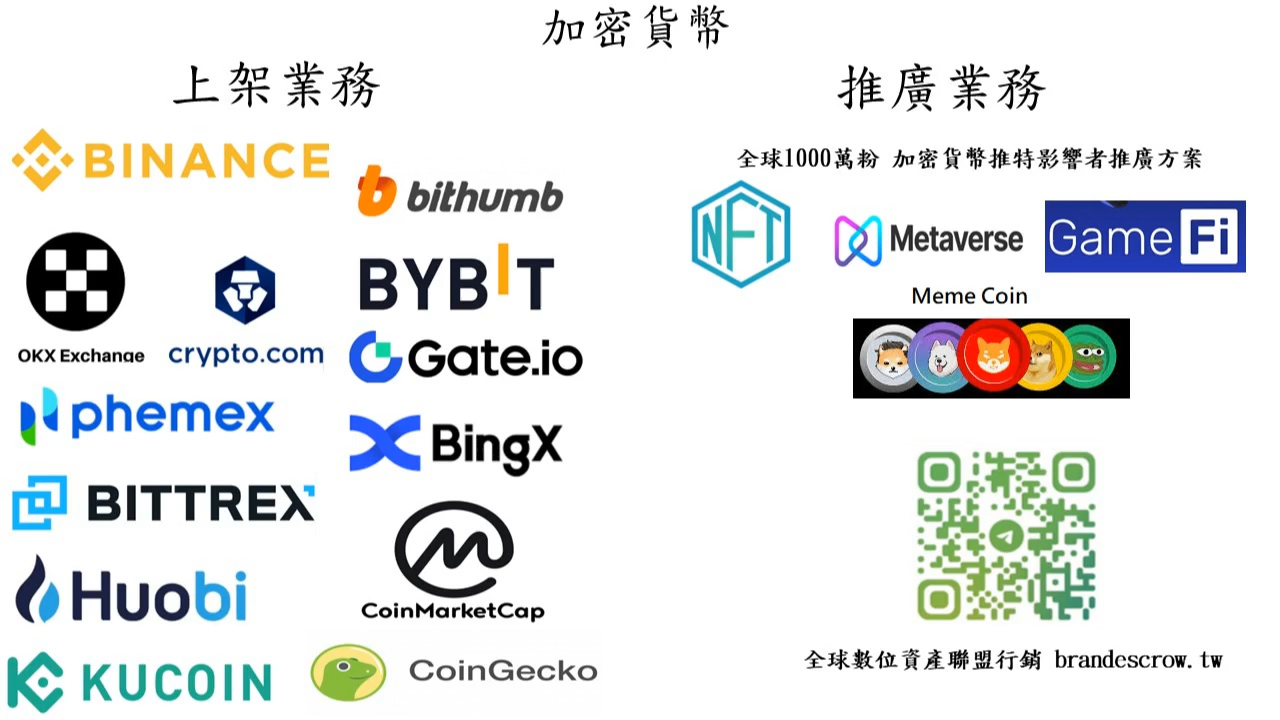 加密貨幣
上架業務
BINANCE
bithumb
OKX Exchange
crypto.com
BYBIT
Gate.io
phemex
BingX
BITTREX
CoinMarketCap
Huobi
KUCOIN
CoinGecko
推廣業務
全球1000萬粉 加密貨幣推特影響者推廣方案
NFT
Metaverse
GameFi
Meme Coin
全球數位資產聯盟行銷 brandescrow.tw